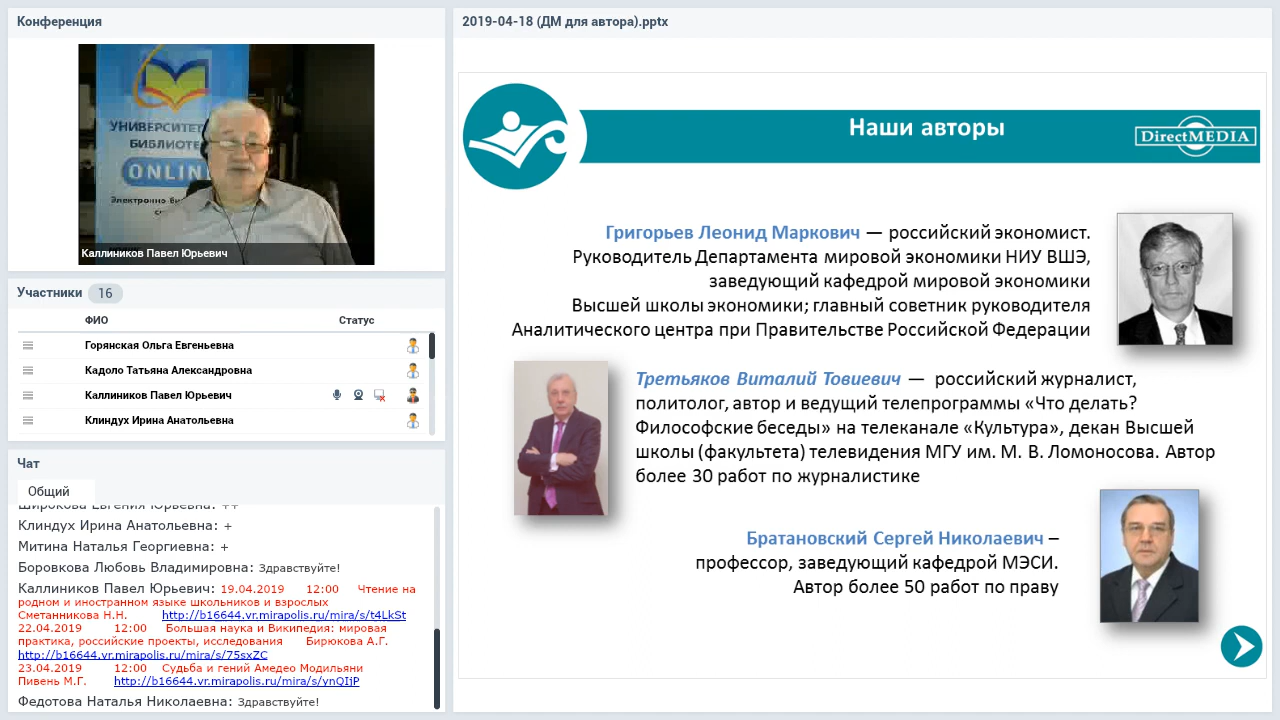 Конференция
УНИВЕРСИТЕТ
БИБЛИОТЕ
ONLINE
Каллиников Павел Юрьевич
Участники 16
ФИО Статус
Горянская Ольга Евгеньевна
Кадоло Татьяна Александровна
Каллиников Павел Юрьевич
Клиндух Ирина Анатольевна
Чат
Общий
Широкова Евгения Юрьевна: ++
Клиндух Ирина Анатольевна: +
Митина Наталья Георгиевна: +
Боровкова Любовь Владимировна: Здравствуйте!
Каллиников Павел Юрьевич: 19.04.2019 12:00 Чтение на
родном и иностранном языке школьников и взрослых
Сметанникова Н.Н. http://b16644.vr.mirapolis.ru/mira/s/t4LkSt
22.04.2019 12:00 Большая наука и Википедия: мировая
практика, российские проекты, исследования Бирюкова А.Г.
http://b16644.vr.mirapolis.ru/mira/s/75sxZC
23.04.2019 12:00 Судьба и гений Амедео Модильяни
Пивень М.Г. http://b16644.vr.mirapolis.ru/mira/s/ynQIjP
Федотова Наталья Николаевна: Здравствуйте!
2019-04-18 (ДМ для автора).pptx
Наши авторы
DirectMEDIA
Григорьев Леонид Маркович — российский экономист.
Руководитель Департамента мировой экономики НИУ ВШЭ,
заведующий кафедрой мировой экономики
Высшей школы экономики; главный советник руководителя
Аналитического центра при Правительстве Российской Федерации
Третьяков Виталий Товиевич — российский журналист,
политолог, автор и ведущий телепрограммы «Что делать?
Философские беседы» на телеканале «Культура», декан Высшей
школы (факультета) телевидения МГУ им. М. В. Ломоносова. Автор
более 30 работ по журналистике
Братановский Сергей Николаевич –
профессор, заведующий кафедрой МЭСИ.
Автор более 50 работ по праву